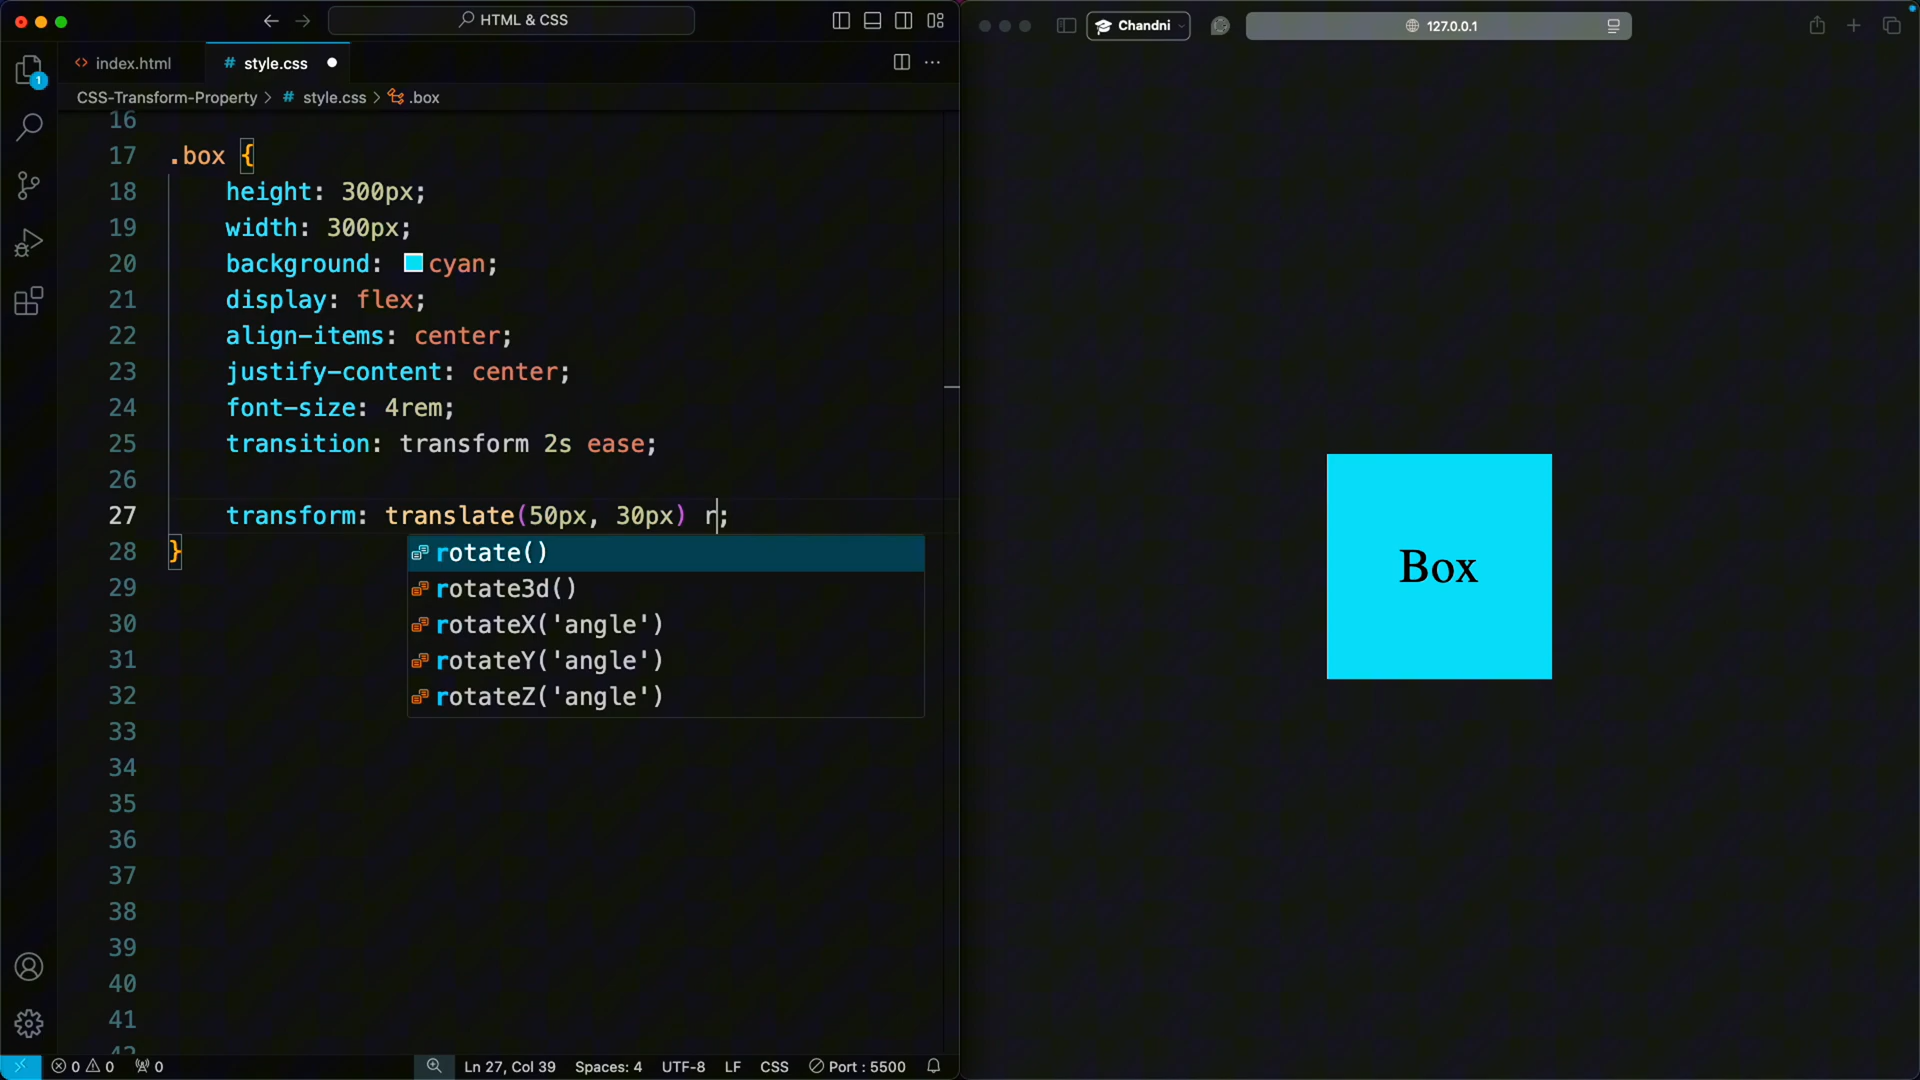 HTML & CSS
index.html
# style.css
CSS-Transform-Property > # style.css > .box
1
16
17 .box {
18 height: 300px;
19 width: 300px;
20 background: cyan;
21 display: flex;
22 align-items: center;
23 justify-content: center;
24 font-size: 4rem;
25 transition: transform 2s ease;
26
27 transform: translate(50px, 30px) r;
28 }
rotate()
29 rotate3d()
30 rotateX('angle')
31 rotateY('angle')
32 rotateZ('angle')
33
34
35
36
37
38
39
40
41
42
0 0 0 Ln 27, Col 39 Spaces: 4 UTF-8 LF CSS Port : 5500
Chandni
127.0.0.1
Box